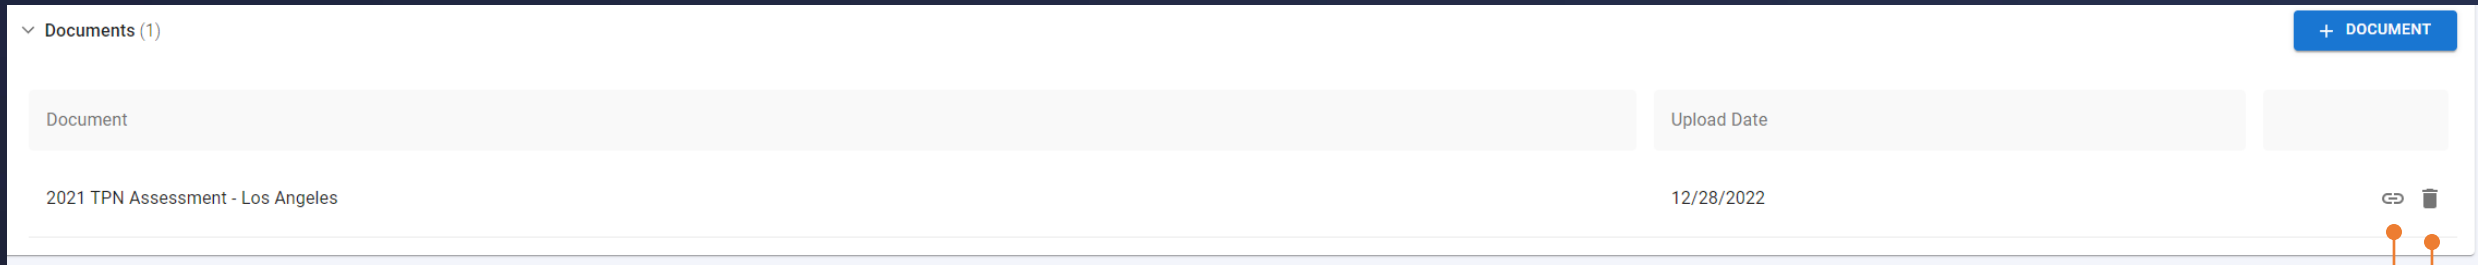 Documents (1)
+ DOCUMENT
Document
Upload Date
2021 TPN Assessment - Los Angeles
12/28/2022